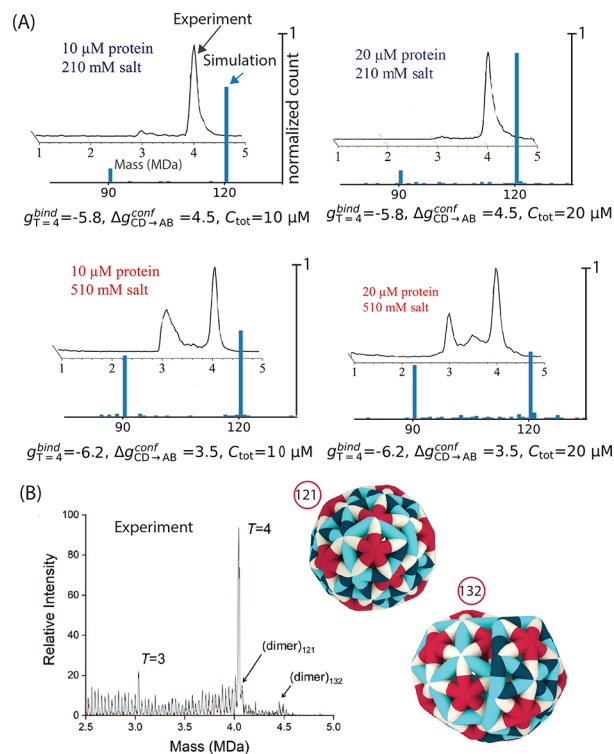 (A)
Experiment
10 μM protein
210 mM salt
Simulation
1
normalized count
1 2 3 4 5
Mass (MDa)
90 120
g^bind_T=4=-5.8, Δg^conf_CD→AB=4.5, C_tot=10 μM
20 μM protein
210 mM salt
1
1 2 3 4 5
90 120
g^bind_T=4=-5.8, Δg^conf_CD→AB=4.5, C_tot=20 μM
10 μM protein
510 mM salt
1
1 2 3 4 5
90 120
g^bind_T=4=-6.2, Δg^conf_CD→AB=3.5, C_tot=10 μM
20 μM protein
510 mM salt
1
1 2 3 4 5
90 120
g^bind_T=4=-6.2, Δg^conf_CD→AB=3.5, C_tot=20 μM
(B)
Experiment
Relative Intensity
100
80
60
40
20
0
T=4
T=3
(dimer)121
(dimer)132
2.5 3.0 3.5 4.0 4.5 5.0
Mass (MDa)
121
132